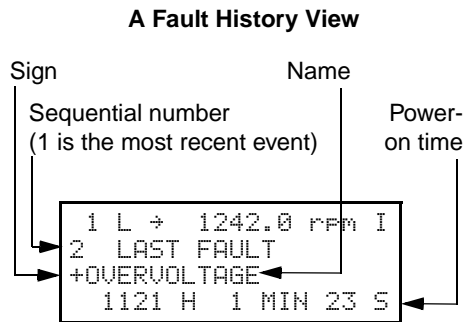 A Fault History View
Sign
Name
Sequential number
(1 is the most recent event)
Power-
on time
1 L → 1242.0 rpm I
2 LAST FAULT
+OVERVOLTAGE
1121 H 1 MIN 23 S